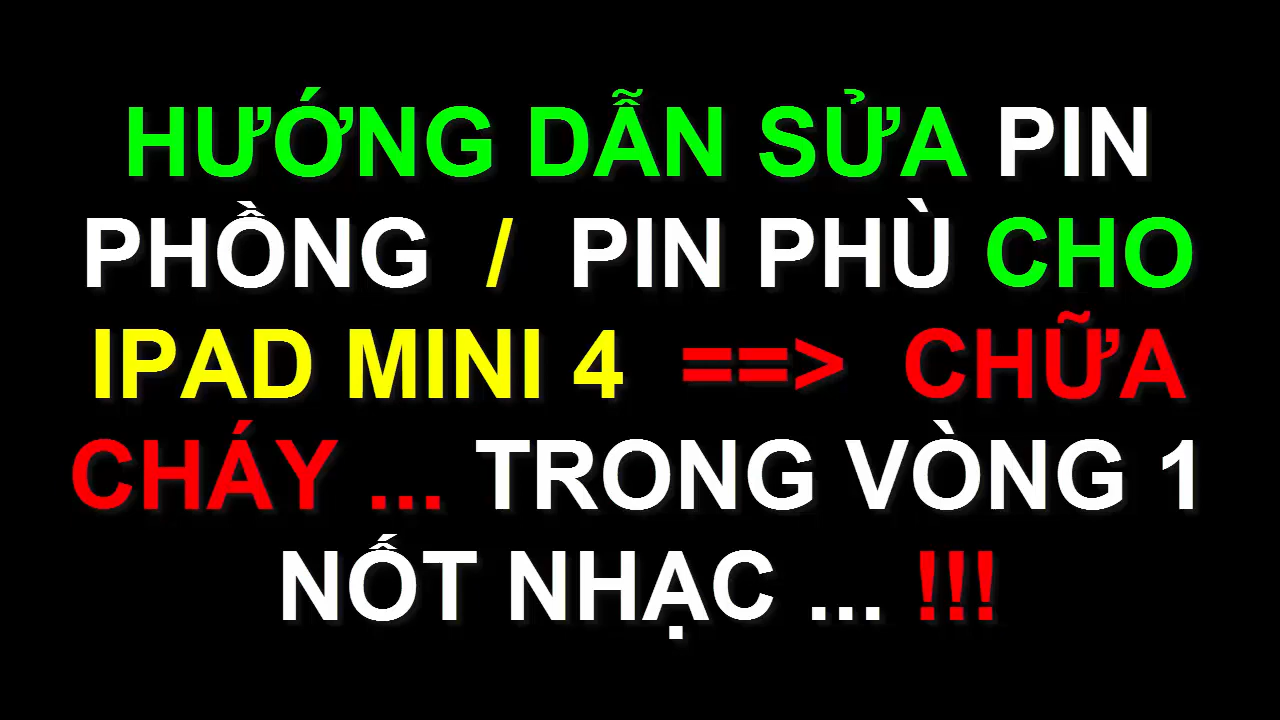 HƯỚNG DẪN SỬA PIN
PHỒNG / PIN PHÙ CHO
IPAD MINI 4 ==> CHỮA
CHÁY ... TRONG VÒNG 1
NỐT NHẠC ... !!!